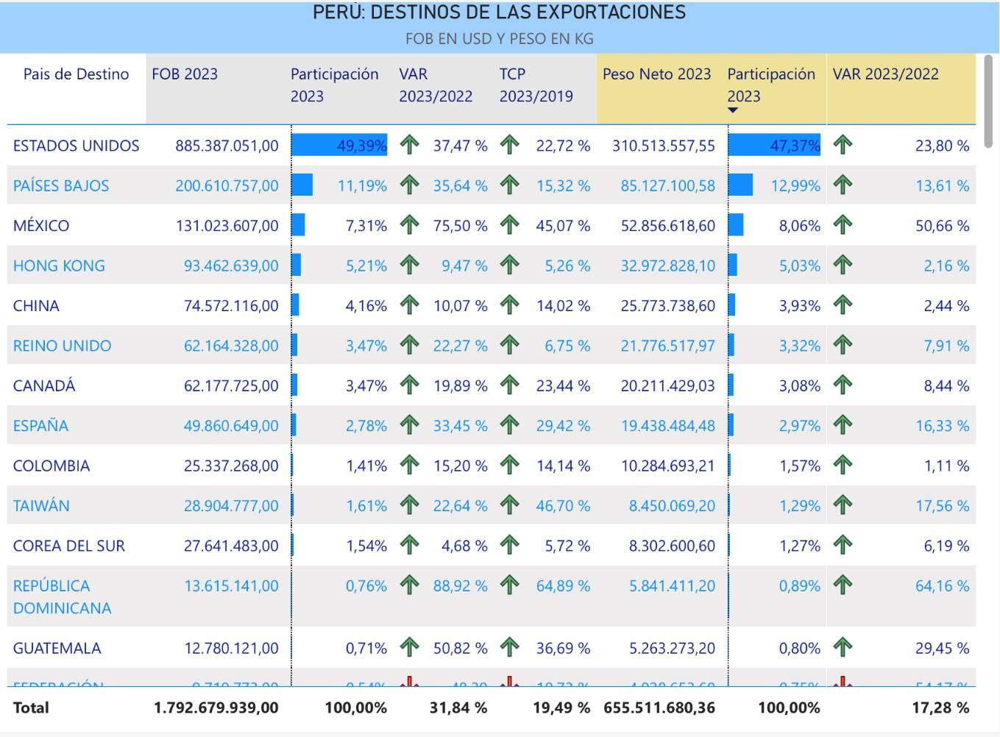 PERÚ: DESTINOS DE LAS EXPORTACIONES
FOB EN USD Y PESO EN KG
Pais de Destino FOB 2023 Participación 2023 VAR 2023/2022 TCP 2023/2019 Peso Neto 2023 Participación 2023 VAR 2023/2022
ESTADOS UNIDOS 885.387.051,00 49,39% 37,47 % 22,72 % 310.513.557,55 47,37% 23,80 %
PAÍSES BAJOS 200.610.757,00 11,19% 35,64 % 15,32 % 85.127.100,58 12,99% 13,61 %
MÉXICO 131.023.607,00 7,31% 75,50 % 45,07 % 52.856.618,60 8,06% 50,66 %
HONG KONG 93.462.639,00 5,21% 9,47 % 5,26 % 32.972.828,10 5,03% 2,16 %
CHINA 74.572.116,00 4,16% 10,07 % 14,02 % 25.773.738,60 3,93% 2,44 %
REINO UNIDO 62.164.328,00 3,47% 22,27 % 6,75 % 21.776.517,97 3,32% 7,91 %
CANADÁ 62.177.725,00 3,47% 19,89 % 23,44 % 20.211.429,03 3,08% 8,44 %
ESPAÑA 49.860.649,00 2,78% 33,45 % 29,42 % 19.438.484,48 2,97% 16,33 %
COLOMBIA 25.337.268,00 1,41% 15,20 % 14,14 % 10.284.693,21 1,57% 1,11 %
TAIWÁN 28.904.777,00 1,61% 22,64 % 46,70 % 8.450.069,20 1,29% 17,56 %
COREA DEL SUR 27.641.483,00 1,54% 4,68 % 5,72 % 8.302.600,60 1,27% 6,19 %
REPÚBLICA DOMINICANA 13.615.141,00 0,76% 88,92 % 64,89 % 5.841.411,20 0,89% 64,16 %
GUATEMALA 12.780.121,00 0,71% 50,82 % 36,69 % 5.263.273,20 0,80% 29,45 %
FEDERACIÓN
Total 1.792.679.939,00 100,00% 31,84 % 19,49 % 655.511.680,36 100,00% 17,28 %